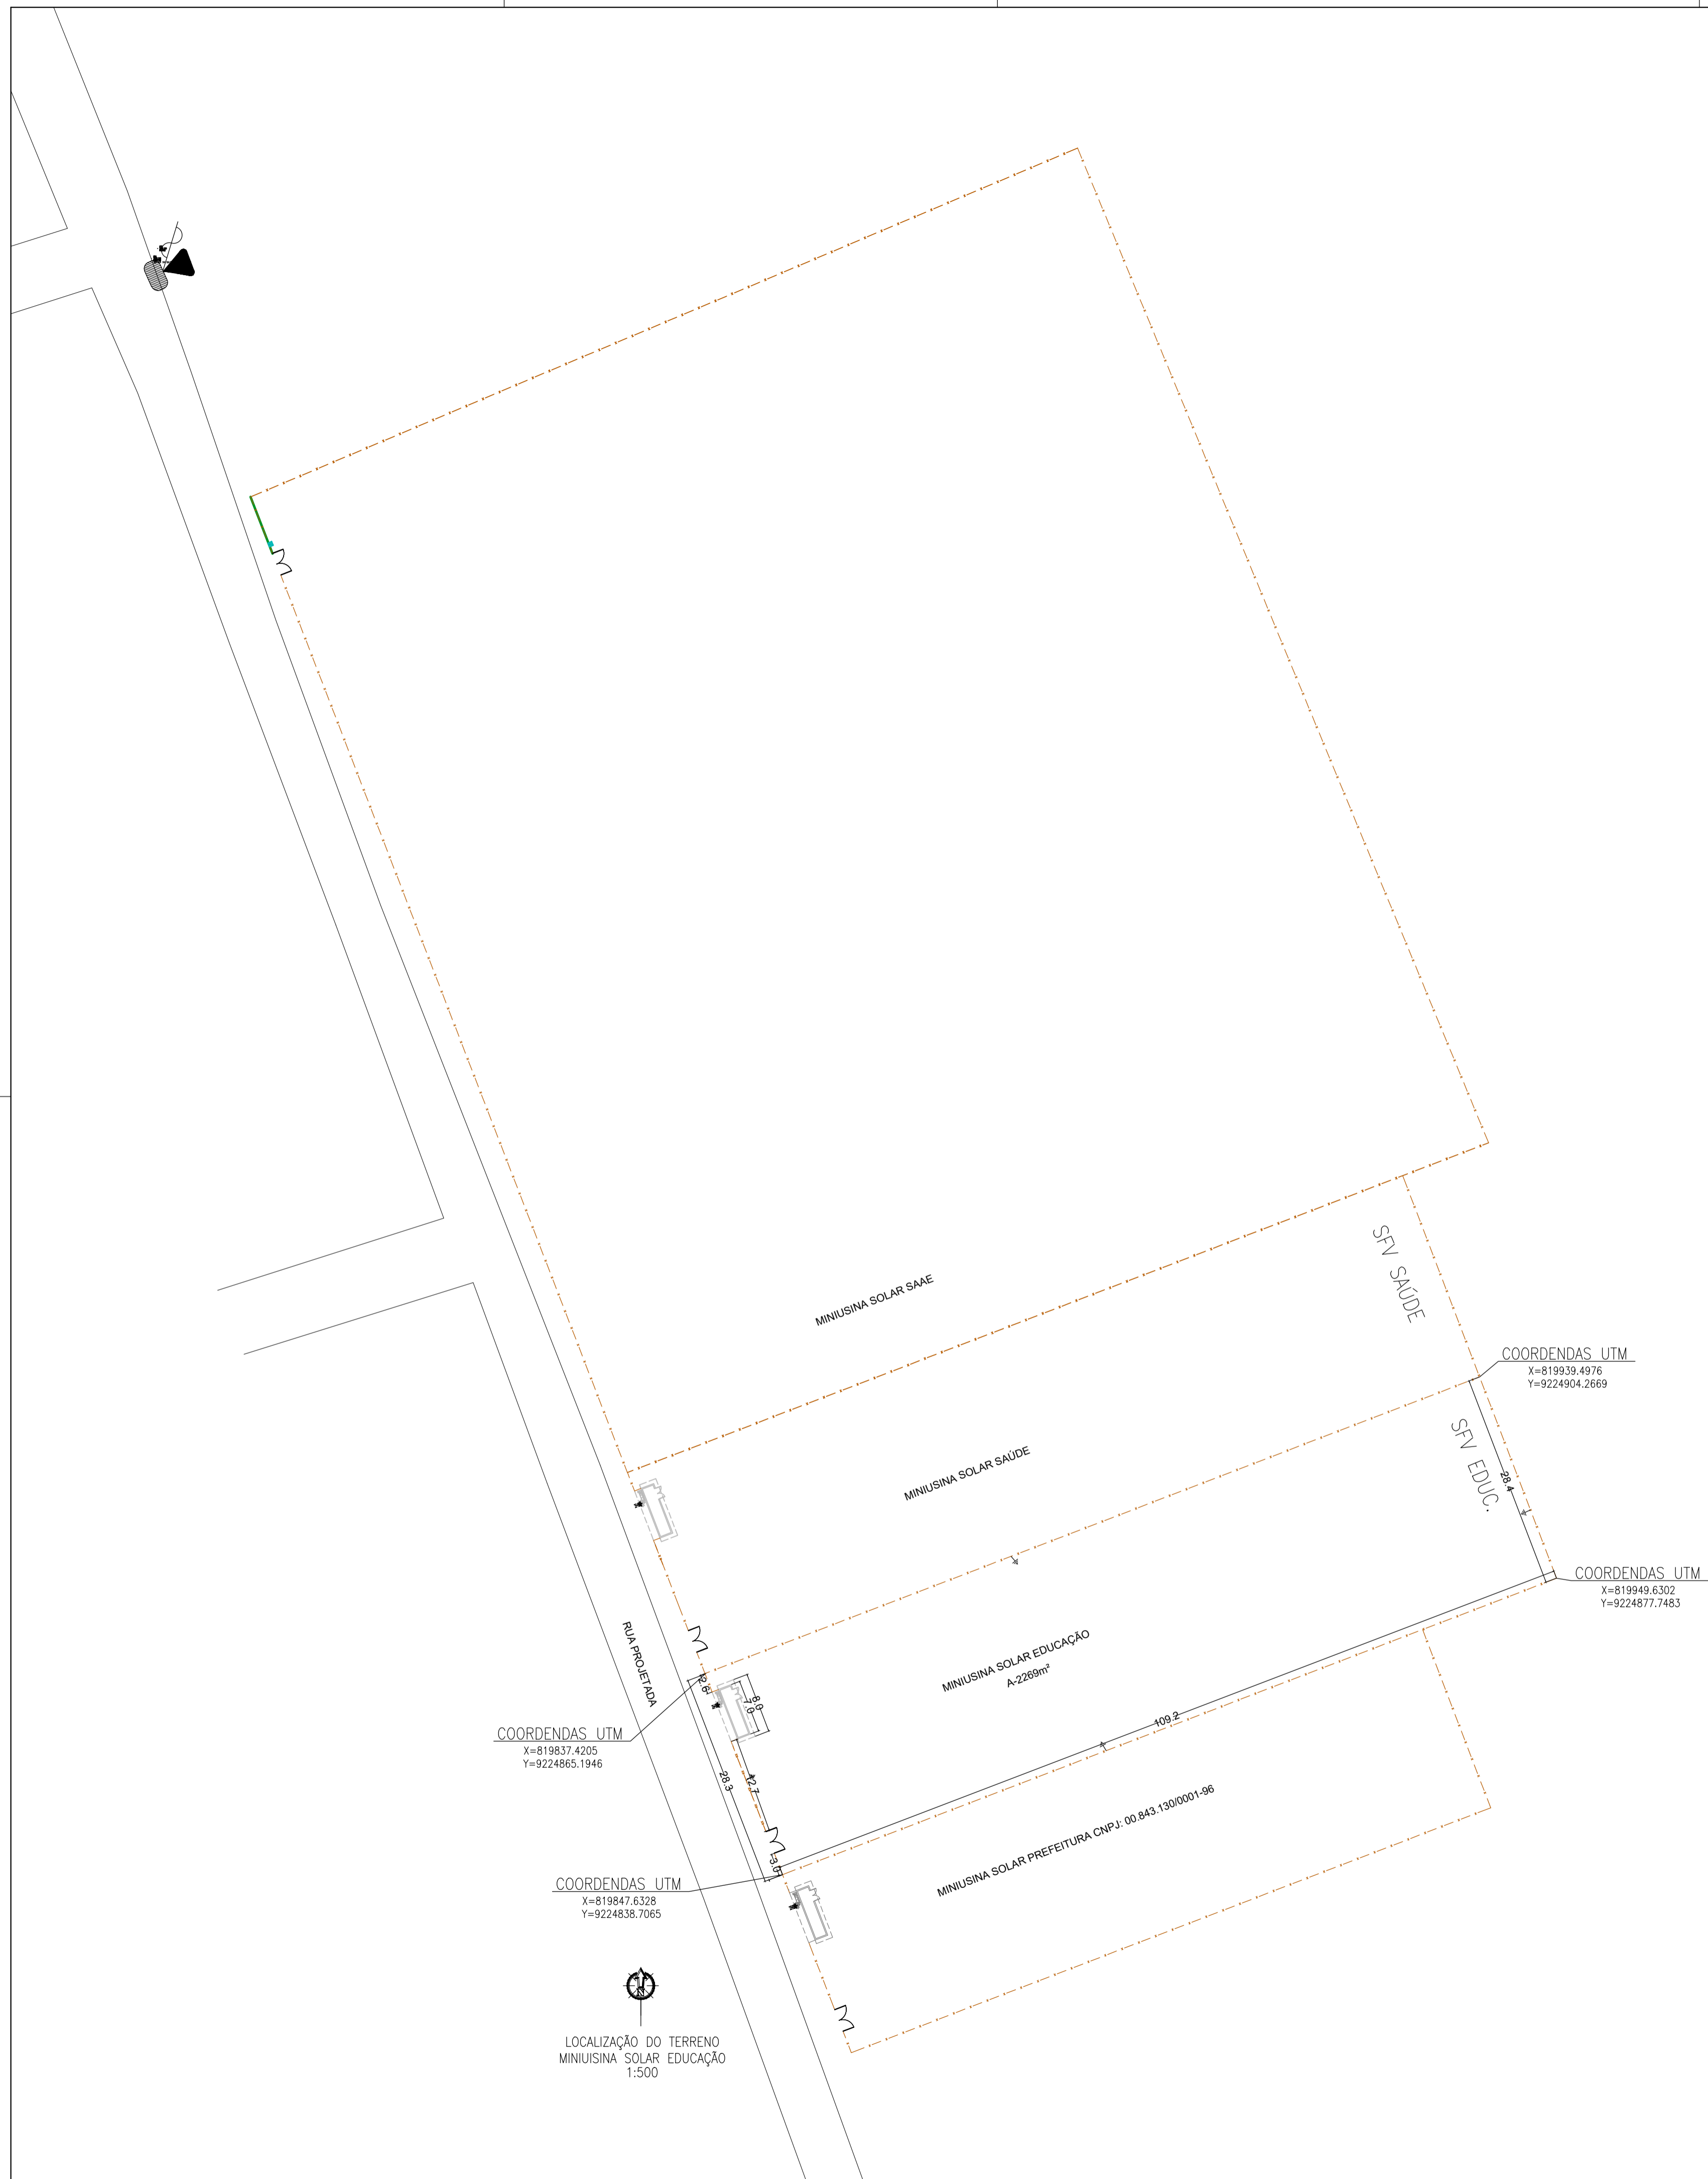 MINIUSINA SOLAR SAAE
SFV SAÚDE
COORDENDAS UTM
X=819939.4976
Y=9224904.2669
MINIUSINA SOLAR SAÚDE
SFV EDUC.
28.4
COORDENDAS UTM
X=819949.6302
Y=9224877.7483
RUA PROJETADA
MINIUSINA SOLAR EDUCAÇÃO
A-2269m²
2.6
8.0
7.0
109.2
COORDENDAS UTM
X=819837.4205
Y=9224865.1946
28.3
12.7
MINIUSINA SOLAR PREFEITURA CNPJ: 00.843.130/0001-96
3.0
COORDENDAS UTM
X=819847.6328
Y=9224838.7065
N
LOCALIZAÇÃO DO TERRENO
MINIUISINA SOLAR EDUCAÇÃO
1:500